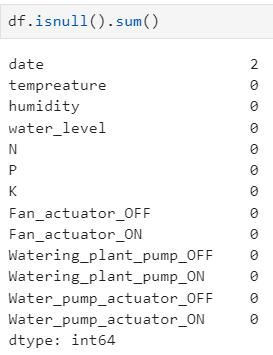 df.isnull().sum()
date 2
tempreature 0
humidity 0
water_level 0
N 0
P 0
K 0
Fan_actuator_OFF 0
Fan_actuator_ON 0
Watering_plant_pump_OFF 0
Watering_plant_pump_ON 0
Water_pump_actuator_OFF 0
Water_pump_actuator_ON 0
dtype: int64